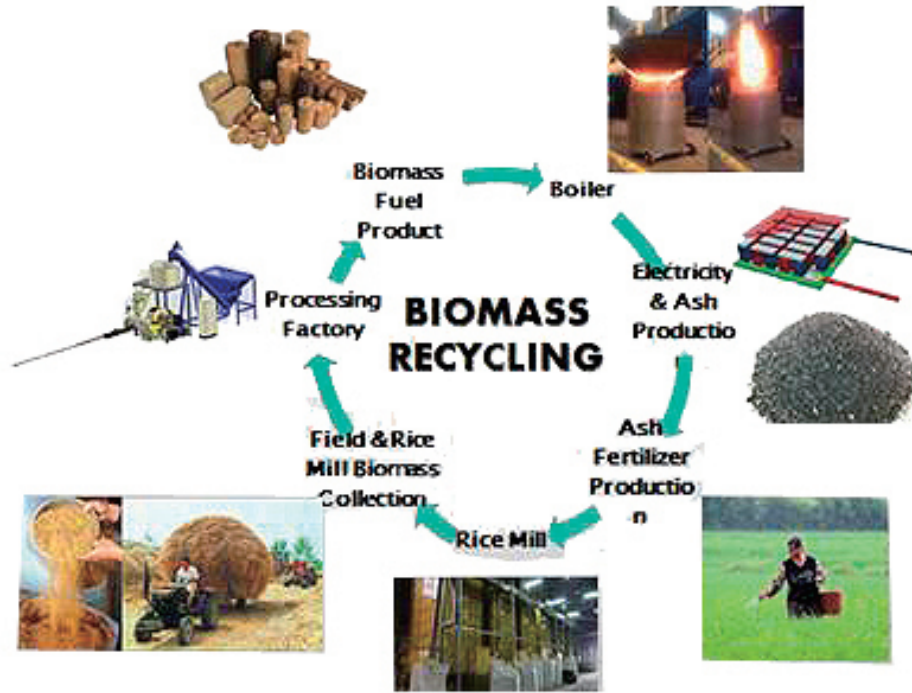 Biomass
Fuel
Product
Boiler
Electricity
& Ash
Productio
n
Ash
Fertilizer
Productio
n
Rice Mill
Field & Rice
Mill Biomass
Collection
Processing
Factory
BIOMASS
RECYCLING